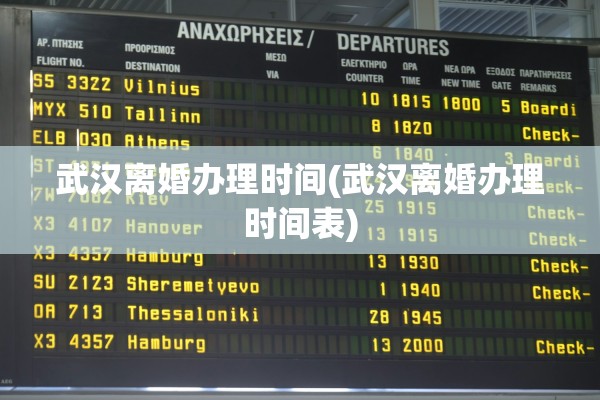 ΑΝΑΧΩΡΗΣΕΙΣ / DEPARTURES
ΑΡ. ΠΤΗΣΗΣ ΠΡΟΟΡΙΣΜΟΣ ΜΕΣΩ ΕΛΕΓΚΤΗΡΙΟ ΩΡΑ ΝΕΑ ΩΡΑ ΕΞΟΔΟΣ ΠΑΡΑΤΗΡΗΣΕΙΣ
FLIGHT NO. DESTINATION VIA COUNTER TIME NEW TIME GATE REMARKS
S5 3322 Vilnius 10 1815 1800 5 Boardi
MYX 510 Tallinn 8 1820 Check-
ELB 030 Athens 6 1840 3 Boardi
武汉离婚办理时间(武汉离婚办理
时间表)
Kiev 25 1915 Check-
X3 4107 Hanover 13 1915 Check-
X3 4357 Hamburg 13 1930 Check-
SU 2123 Sheremetyevo 1 1940 Check-
OA 713 Thessaloniki 28 1945
X3 4357 Hamburg 13 2000 Check-